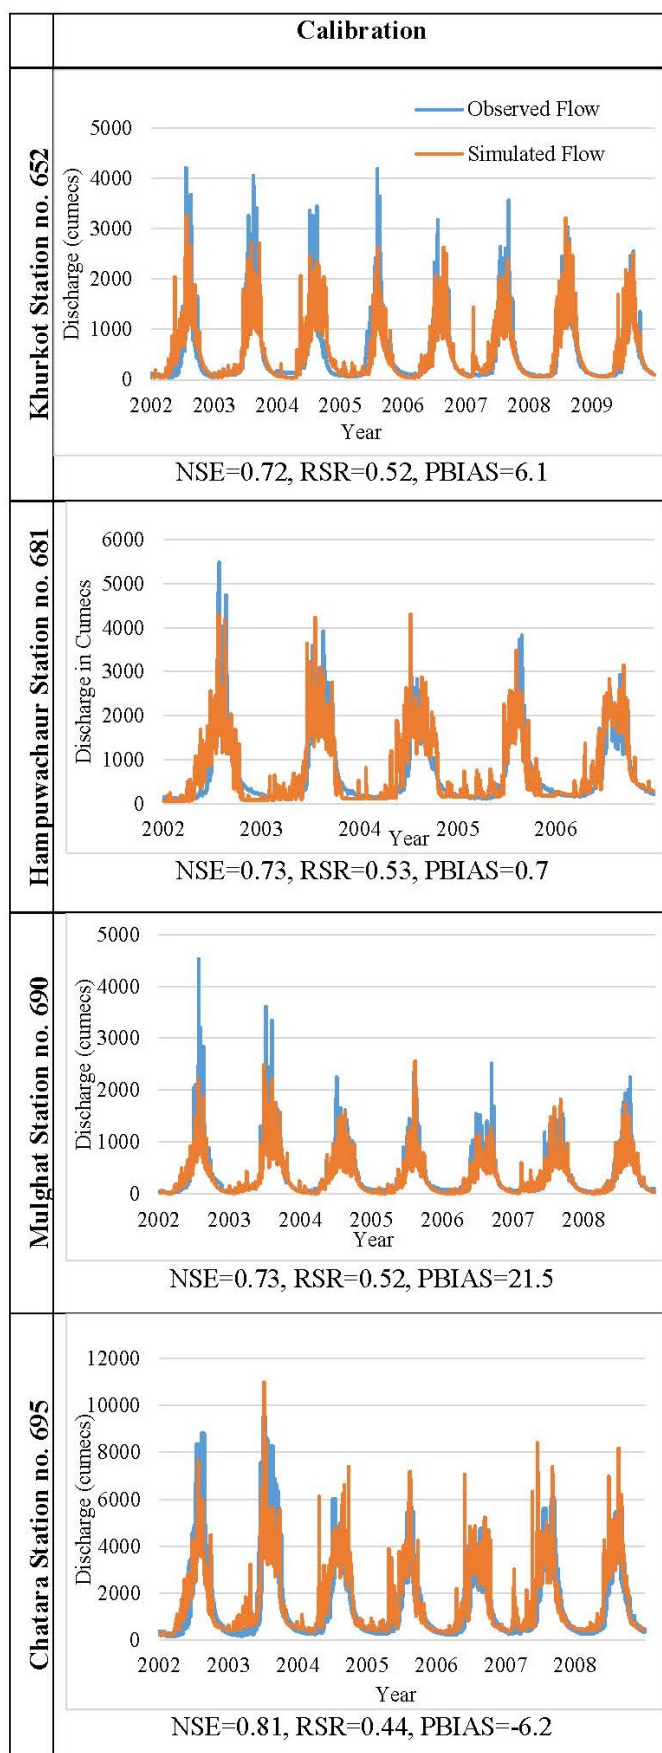 Calibration
Khurkot Station no. 652
Observed Flow
Simulated Flow
Discharge (cumecs)
5000
4000
3000
2000
1000
0
2002 2003 2004 2005 2006 2007 2008 2009
Year
NSE=0.72, RSR=0.52, PBIAS=6.1
Hampuwachaur Station no. 681
Discharge in Cumecs
6000
5000
4000
3000
2000
1000
0
2002 2003 2004 2005 2006
Year
NSE=0.73, RSR=0.53, PBIAS=0.7
Mulghat Station no. 690
Discharge (cumecs)
5000
4000
3000
2000
1000
0
2002 2003 2004 2005 2006 2007 2008
Year
NSE=0.73, RSR=0.52, PBIAS=21.5
Chatara Station no. 695
Discharge (cumecs)
12000
10000
8000
6000
4000
2000
0
2002 2003 2004 2005 2006 2007 2008
Year
NSE=0.81, RSR=0.44, PBIAS=-6.2